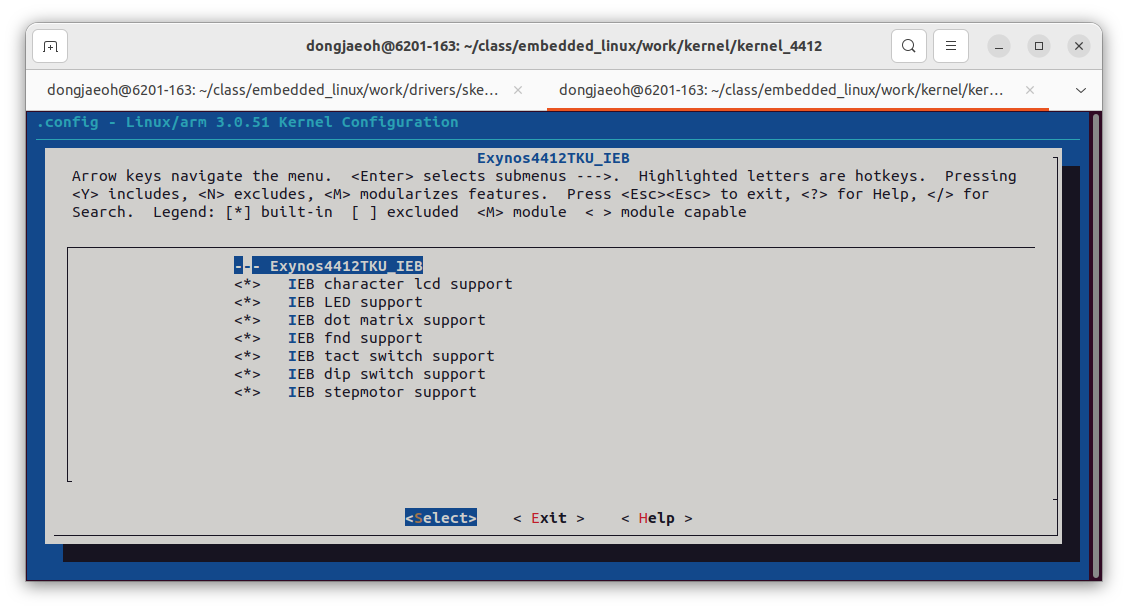 dongjaeoh@6201-163: ~/class/embedded_linux/work/kernel/kernel_4412
dongjaeoh@6201-163: ~/class/embedded_linux/work/drivers/ske...
dongjaeoh@6201-163: ~/class/embedded_linux/work/kernel/ker...
.config - Linux/arm 3.0.51 Kernel Configuration
Exynos4412TKU_IEB
Arrow keys navigate the menu.  <Enter> selects submenus --->.  Highlighted letters are hotkeys.  Pressing
<Y> includes, <N> excludes, <M> modularizes features.  Press <Esc><Esc> to exit, <?> for Help, </> for
Search.  Legend: [*] built-in  [ ] excluded  <M> module  < > module capable
--- Exynos4412TKU_IEB
<*>   IEB character lcd support
<*>   IEB LED support
<*>   IEB dot matrix support
<*>   IEB fnd support
<*>   IEB tact switch support
<*>   IEB dip switch support
<*>   IEB stepmotor support
<Select>    < Exit >    < Help >